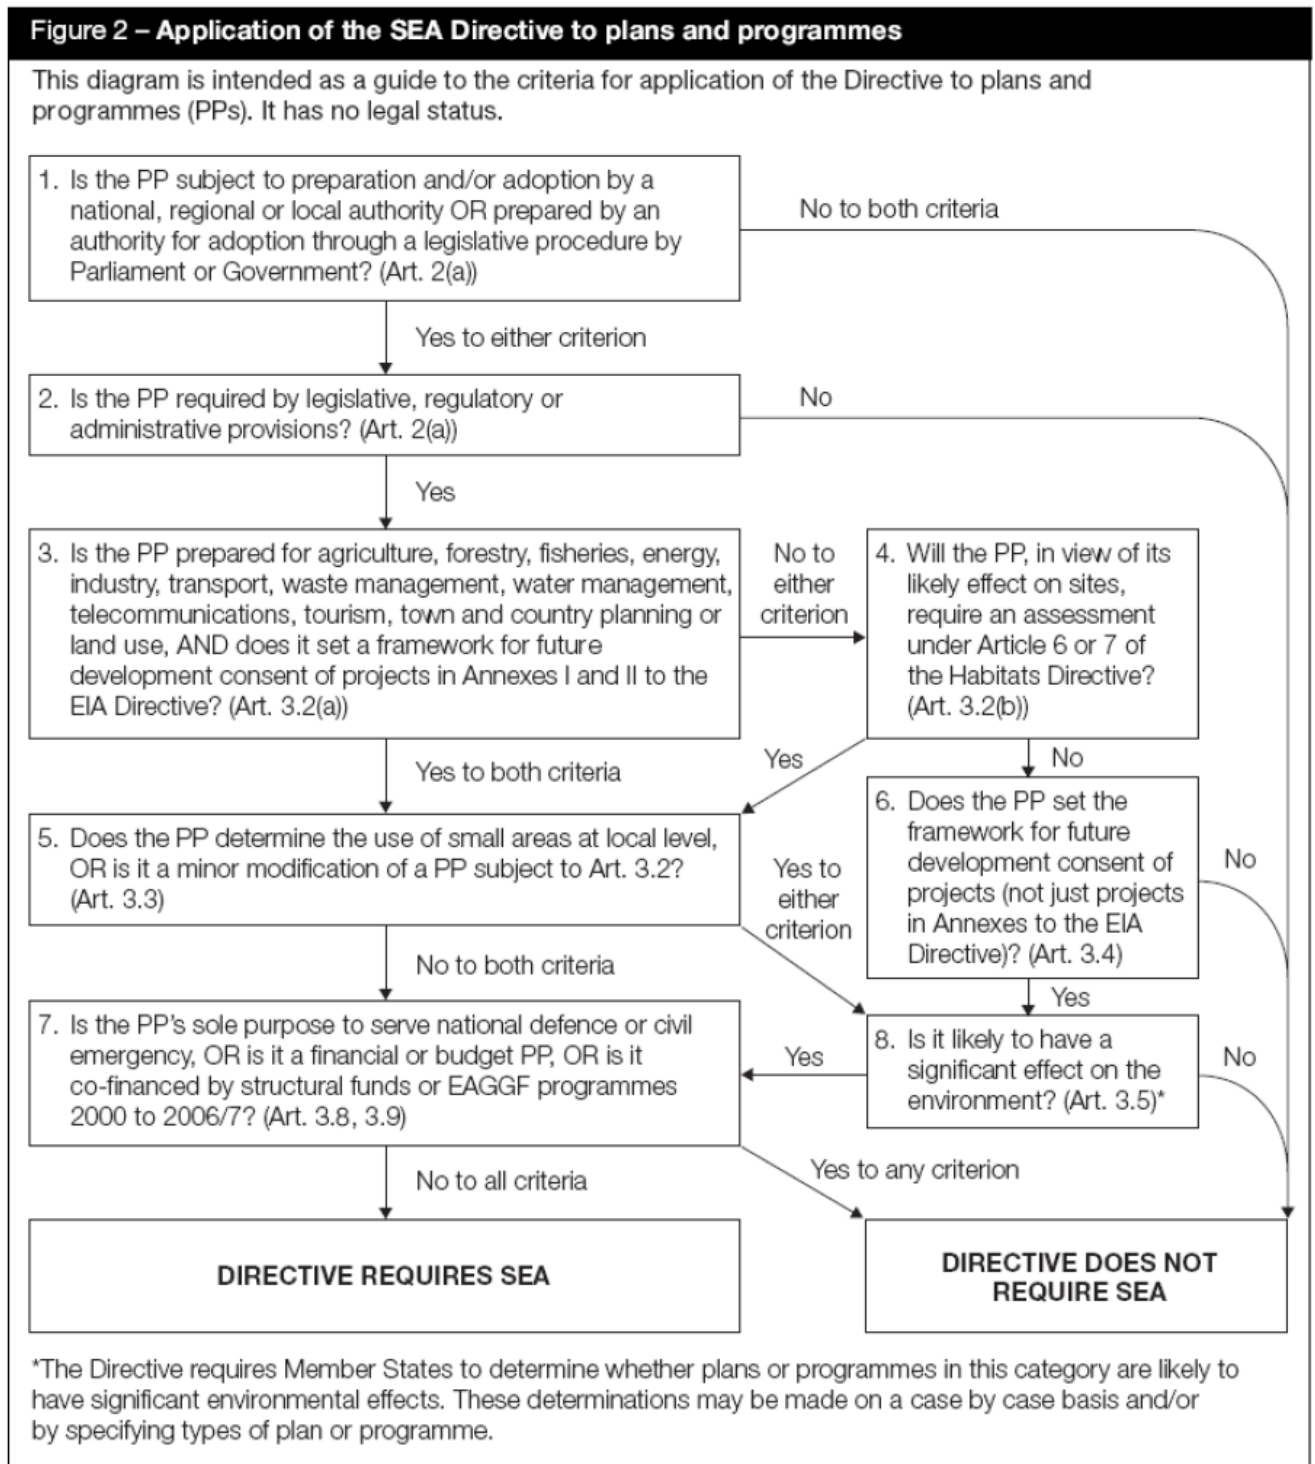 Figure 2 – Application of the SEA Directive to plans and programmes
This diagram is intended as a guide to the criteria for application of the Directive to plans and
programmes (PPs). It has no legal status.
1. Is the PP subject to preparation and/or adoption by a
national, regional or local authority OR prepared by an
authority for adoption through a legislative procedure by
Parliament or Government? (Art. 2(a))
No to both criteria
Yes to either criterion
2. Is the PP required by legislative, regulatory or
administrative provisions? (Art. 2(a))
No
Yes
3. Is the PP prepared for agriculture, forestry, fisheries, energy,
industry, transport, waste management, water management,
telecommunications, tourism, town and country planning or
land use, AND does it set a framework for future
development consent of projects in Annexes I and II to the
EIA Directive? (Art. 3.2(a))
No to
either
criterion
4. Will the PP, in view of its
likely effect on sites,
require an assessment
under Article 6 or 7 of
the Habitats Directive?
(Art. 3.2(b))
Yes to both criteria
Yes
No
5. Does the PP determine the use of small areas at local level,
OR is it a minor modification of a PP subject to Art. 3.2?
(Art. 3.3)
Yes to
either
criterion
6. Does the PP set the
framework for future
development consent of
projects (not just projects
in Annexes to the EIA
Directive)? (Art. 3.4)
No
No to both criteria
Yes
7. Is the PP's sole purpose to serve national defence or civil
emergency, OR is it a financial or budget PP, OR is it
co-financed by structural funds or EAGGF programmes
2000 to 2006/7? (Art. 3.8, 3.9)
Yes
8. Is it likely to have a
significant effect on the
environment? (Art. 3.5)*
No
No to all criteria
Yes to any criterion
DIRECTIVE REQUIRES SEA
DIRECTIVE DOES NOT
REQUIRE SEA
*The Directive requires Member States to determine whether plans or programmes in this category are likely to
have significant environmental effects. These determinations may be made on a case by case basis and/or
by specifying types of plan or programme.